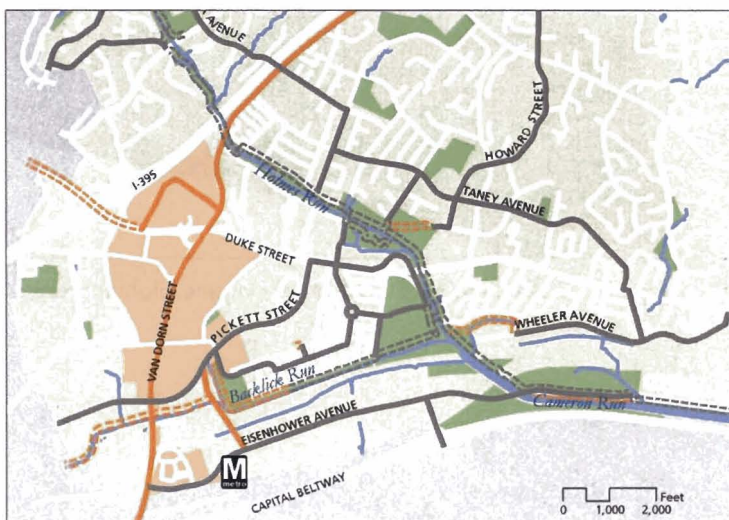 AVENUE
HOWARD STREET
I-395
Holmes Run
TANEY AVENUE
DUKE STREET
VAN DORN STREET
PICKETT STREET
WHEELER AVENUE
Backlick Run
Cameron Run
EISENHOWER AVENUE
M
metro
CAPITAL BELTWAY
Feet
0 1,000 2,000